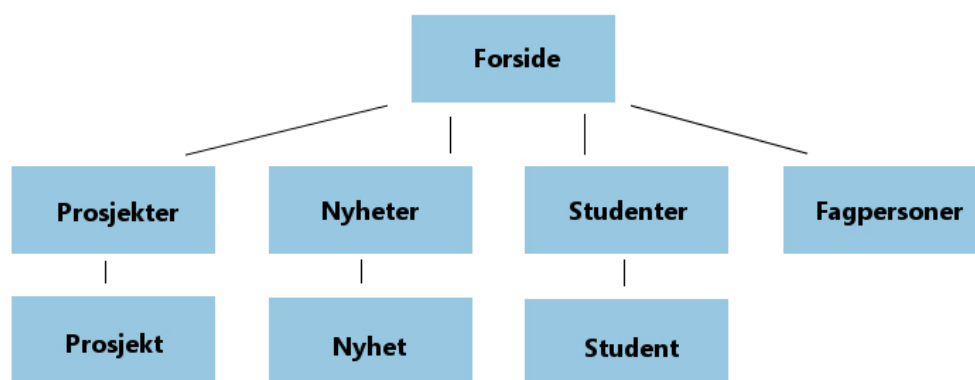 Forside
Prosjekter
Nyheter
Studenter
Fagpersoner
Prosjekt
Nyhet
Student